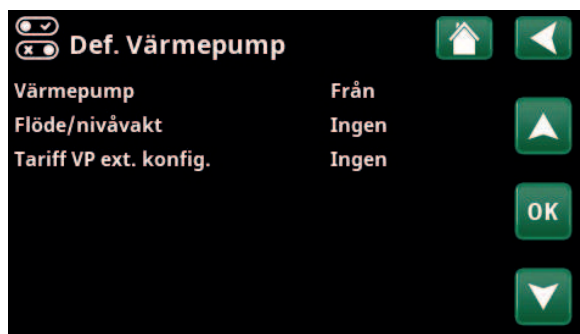 Def. Värmepump
Värmepump Från
Flöde/nivåvakt Ingen
Tariff VP ext. konfig. Ingen
OK